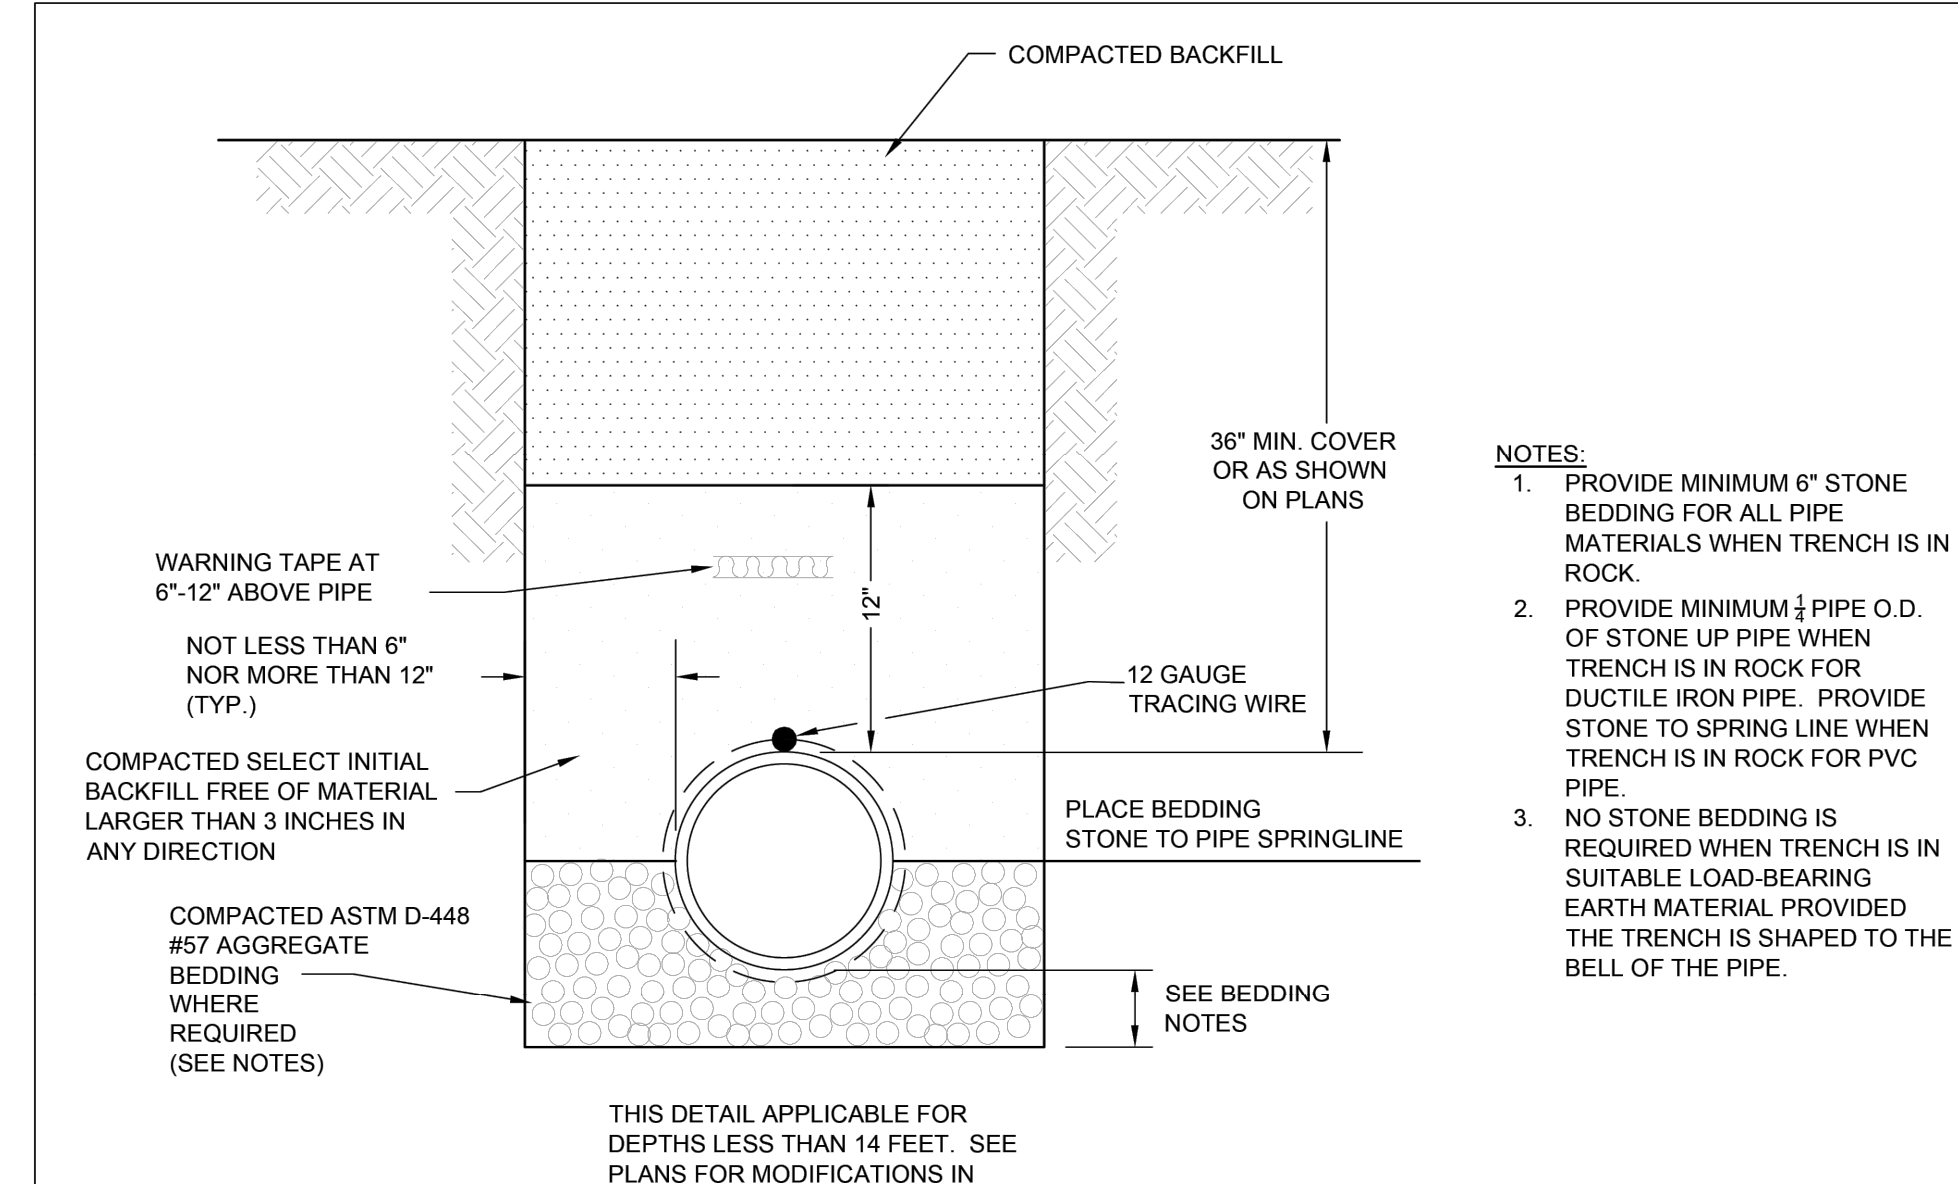 COMPACTED BACKFILL
36" MIN. COVER
OR AS SHOWN
ON PLANS
WARNING TAPE AT
6"-12" ABOVE PIPE
12"
NOT LESS THAN 6"
NOR MORE THAN 12"
(TYP.)
12 GAUGE
TRACING WIRE
COMPACTED SELECT INITIAL
BACKFILL FREE OF MATERIAL
LARGER THAN 3 INCHES IN
ANY DIRECTION
PLACE BEDDING
STONE TO PIPE SPRINGLINE
COMPACTED ASTM D-448
#57 AGGREGATE
BEDDING
WHERE
REQUIRED
(SEE NOTES)
SEE BEDDING
NOTES
THIS DETAIL APPLICABLE FOR
DEPTHS LESS THAN 14 FEET. SEE
PLANS FOR MODIFICATIONS IN
NOTES:
1. PROVIDE MINIMUM 6" STONE
BEDDING FOR ALL PIPE
MATERIALS WHEN TRENCH IS IN
ROCK.
2. PROVIDE MINIMUM 1/4 PIPE O.D.
OF STONE UP PIPE WHEN
TRENCH IS IN ROCK FOR
DUCTILE IRON PIPE. PROVIDE
STONE TO SPRING LINE WHEN
TRENCH IS IN ROCK FOR PVC
PIPE.
3. NO STONE BEDDING IS
REQUIRED WHEN TRENCH IS IN
SUITABLE LOAD-BEARING
EARTH MATERIAL PROVIDED
THE TRENCH IS SHAPED TO THE
BELL OF THE PIPE.